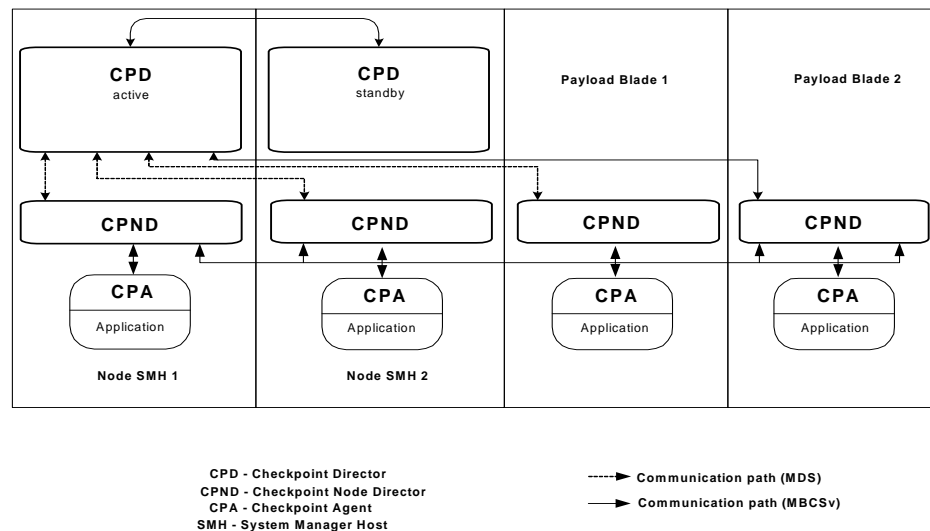 CPD
active
CPD
standby
Payload Blade 1
Payload Blade 2
CPND
CPND
CPND
CPND
CPA
Application
CPA
Application
CPA
Application
CPA
Application
Node SMH 1
Node SMH 2
CPD - Checkpoint Director
CPND - Checkpoint Node Director
CPA - Checkpoint Agent
SMH - System Manager Host
Communication path (MDS)
Communication path (MBCSv)